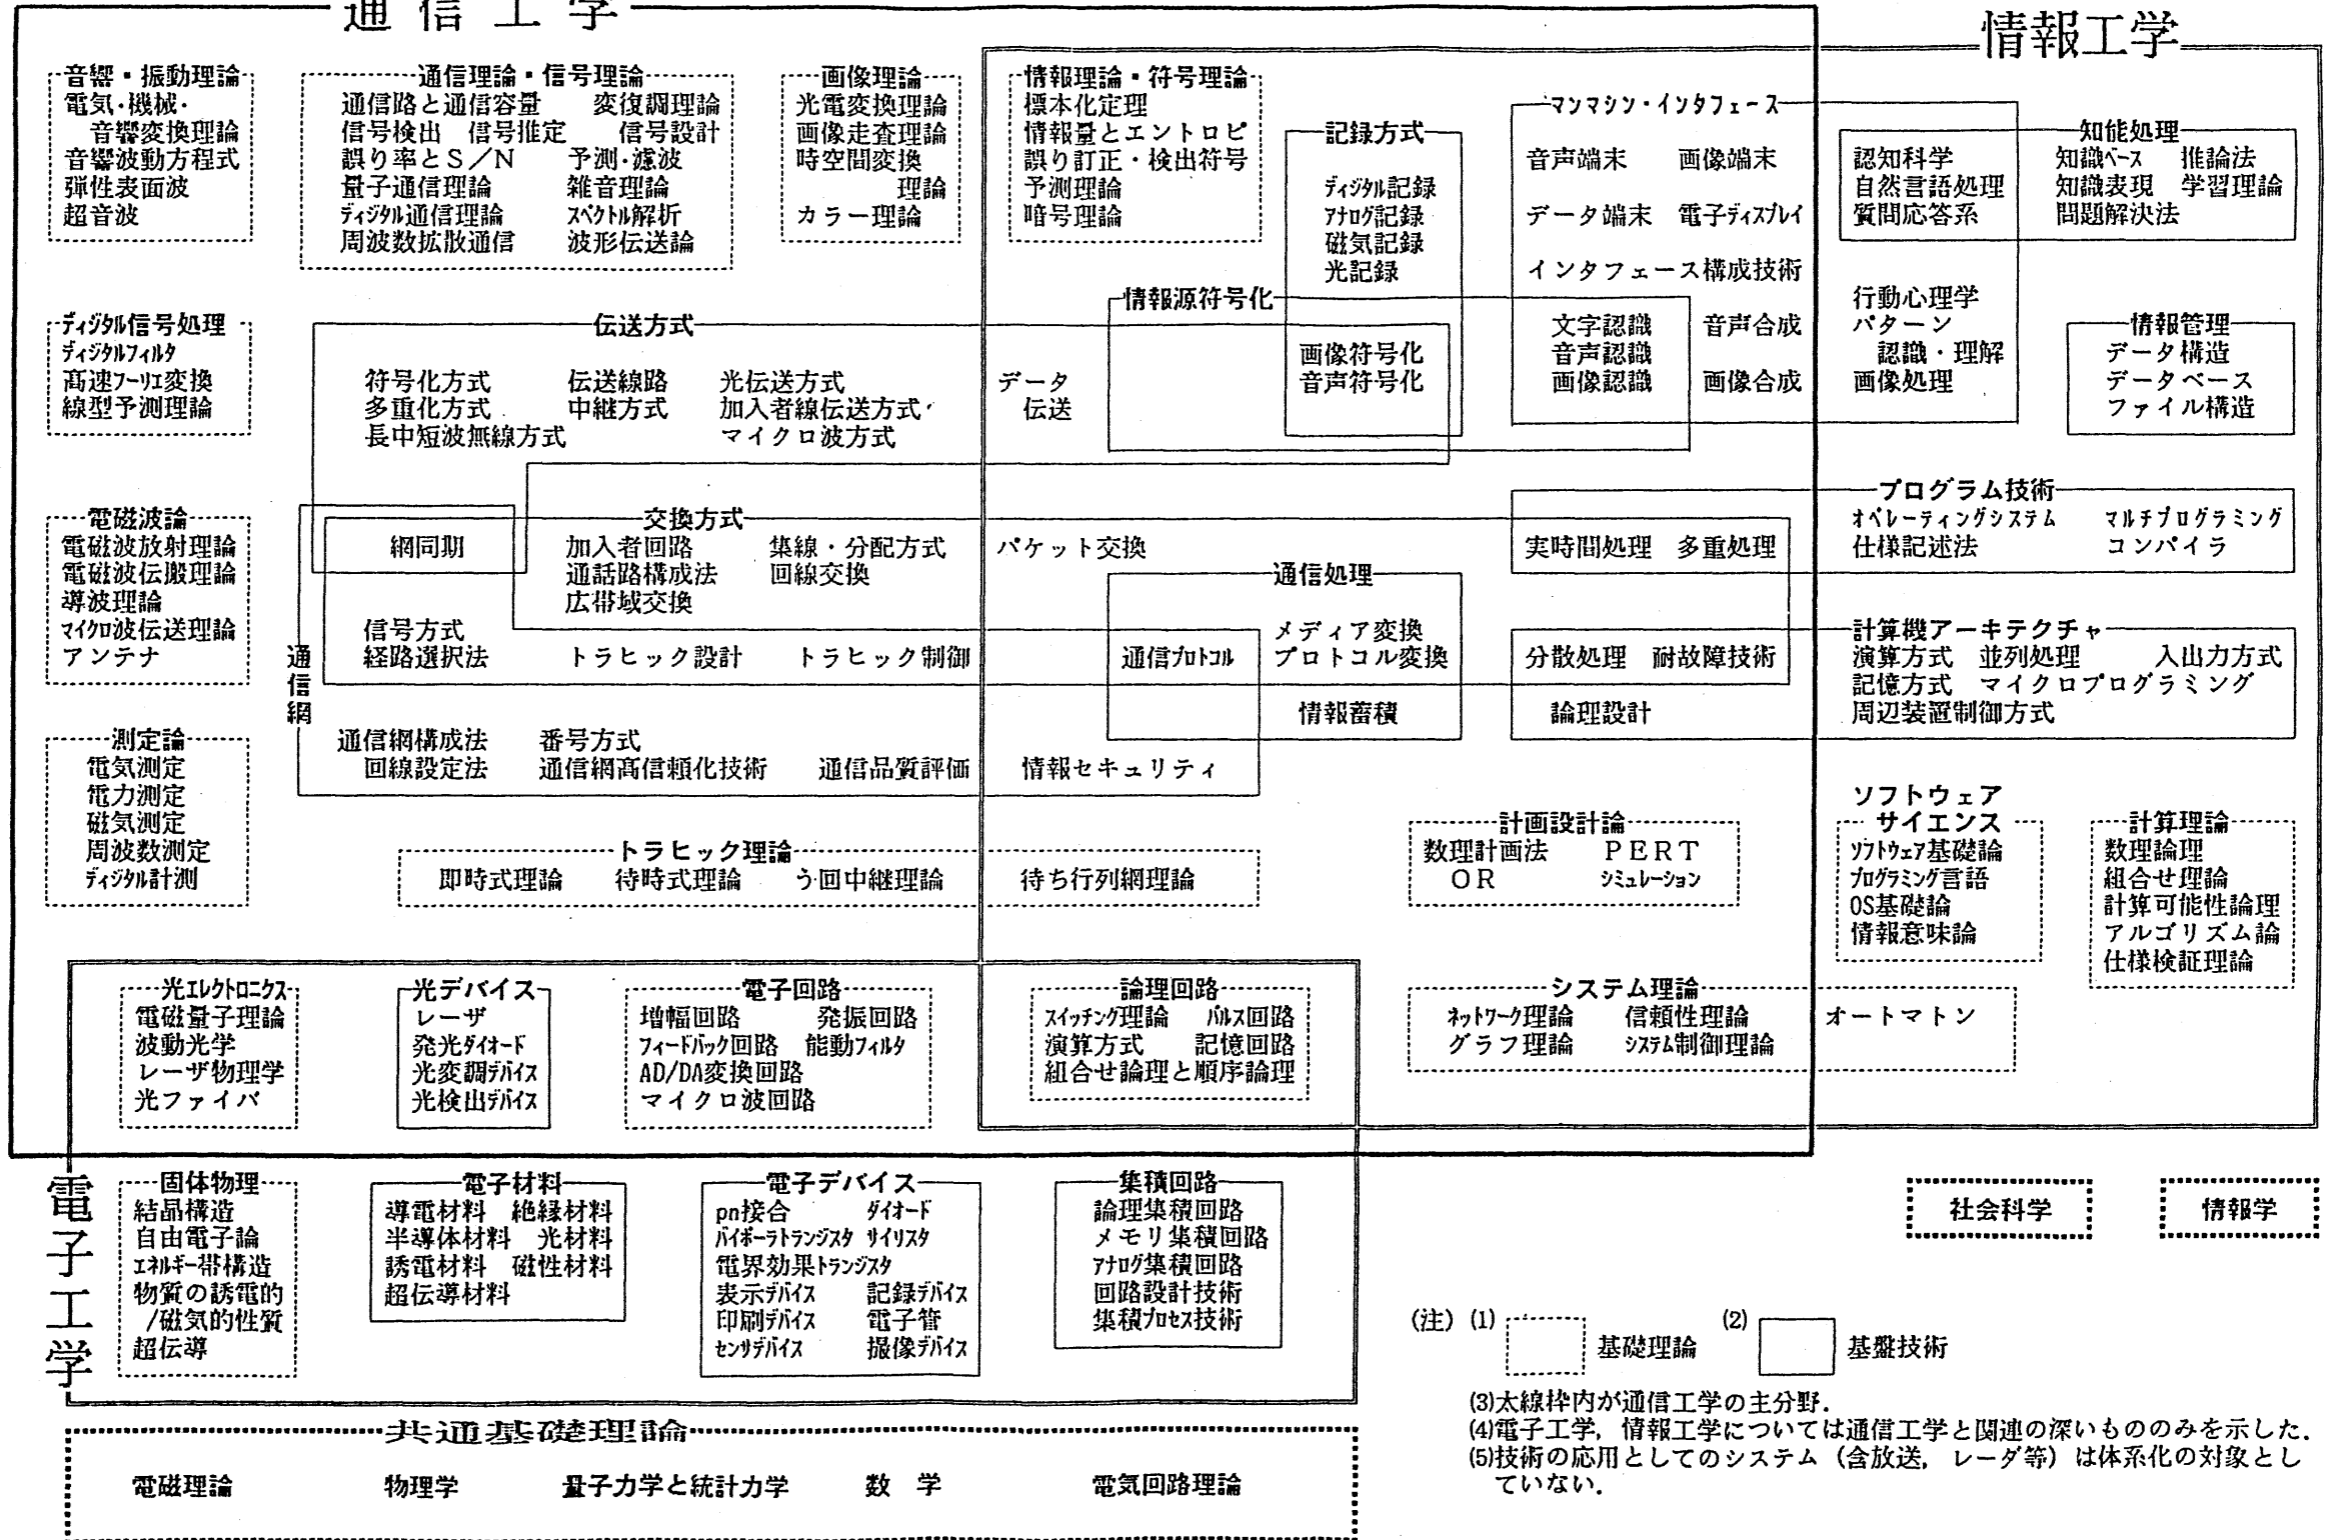 通信工学
情報工学
音響・振動理論
電気・機械・
音響変換理論
音響波動方程式
弾性表面波
超音波
通信理論・信号理論
通信路と通信容量 変復調理論
信号検出 信号推定 信号設計
誤り率とS/N 予測・濾波
量子通信理論 雑音理論
ディジタル通信理論 スペクトル解析
周波数拡散通信 波形伝送論
画像理論
光電変換理論
画像走査理論
時空間変換
理論
カラー理論
情報理論・符号理論
標本化定理
情報量とエントロピ
誤り訂正・検出符号
予測理論
暗号理論
記録方式
ディジタル記録
アナログ記録
磁気記録
光記録
マンマシン・インタフェース
音声端末 画像端末
データ端末 電子ディスプレイ
インタフェース構成技術
知能処理
認知科学 知識ベース 推論法
自然言語処理 知識表現 学習理論
質問応答系 問題解決法
行動心理学
パターン
認識・理解
画像処理
情報源符号化
画像符号化
音声符号化
文字認識 音声合成
音声認識
画像認識 画像合成
情報管理
データ構造
データベース
ファイル構造
ディジタル信号処理
ディジタルフィルタ
高速フーリエ変換
線型予測理論
伝送方式
符号化方式 伝送線路 光伝送方式
多重化方式 中継方式 加入者線伝送方式
長中短波無線方式 マイクロ波方式
データ
伝送
電磁波論
電磁波放射理論
電磁波伝搬理論
導波理論
マイクロ波伝送理論
アンテナ
通信網
交換方式
網同期 加入者回路 集線・分配方式 パケット交換
通話路構成法 回線交換
広帯域交換
信号方式
経路選択法 トラヒック設計 トラヒック制御
通信処理
メディア変換
通信プロトコル プロトコル変換
情報蓄積
プログラム技術
オペレーティングシステム マルチプログラミング
実時間処理 多重処理 仕様記述法 コンパイラ
計算機アーキテクチャ
分散処理 耐故障技術 演算方式 並列処理 入出力方式
記憶方式 マイクロプログラミング
論理設計 周辺装置制御方式
測定論
電気測定
電力測定
磁気測定
周波数測定
ディジタル計測
通信網構成法 番号方式
回線設定法 通信網高信頼化技術 通信品質評価 情報セキュリティ
トラヒック理論
即時式理論 待時式理論 う回中継理論 待ち行列網理論
計画設計論
数理計画法 PERT
OR シミュレーション
ソフトウェア
サイエンス
ソフトウェア基礎論
プログラミング言語
OS基礎論
情報意味論
計算理論
数理論理
組合せ理論
計算可能性論理
アルゴリズム論
仕様検証理論
光エレクトロニクス
電磁量子理論
波動光学
レーザ物理学
光ファイバ
光デバイス
レーザ
発光ダイオード
光変調デバイス
光検出デバイス
電子回路
増幅回路 発振回路
フィードバック回路 能動フィルタ
AD/DA変換回路
マイクロ波回路
論理回路
スイッチング理論 パルス回路
演算方式 記憶回路
組合せ論理と順序論理
システム理論
ネットワーク理論 信頼性理論 オートマトン
グラフ理論 システム制御理論
電子工学
固体物理
結晶構造
自由電子論
エネルギー帯構造
物質の誘電的
/磁気的性質
超伝導
電子材料
導電材料 絶縁材料
半導体材料 光材料
誘電材料 磁性材料
超伝導材料
電子デバイス
pn接合 ダイオード
バイポーラトランジスタ サイリスタ
電界効果トランジスタ
表示デバイス 記録デバイス
印刷デバイス 電子管
センサデバイス 撮像デバイス
集積回路
論理集積回路
メモリ集積回路
アナログ集積回路
回路設計技術
集積プロセス技術
社会科学 情報学
(注) (1) 基礎理論 (2) 基盤技術
(3)太線枠内が通信工学の主分野.
(4)電子工学, 情報工学については通信工学と関連の深いもののみを示した.
(5)技術の応用としてのシステム (含放送, レーダ等) は体系化の対象とし
ていない.
共通基礎理論
電磁理論 物理学 量子力学と統計力学 数学 電気回路理論